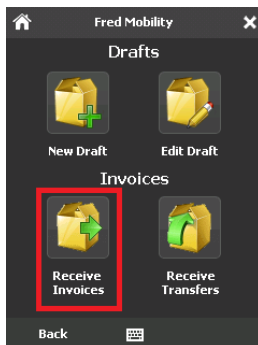 Fred Mobility
Drafts
New Draft
Edit Draft
Invoices
Receive
Invoices
Receive
Transfers
Back